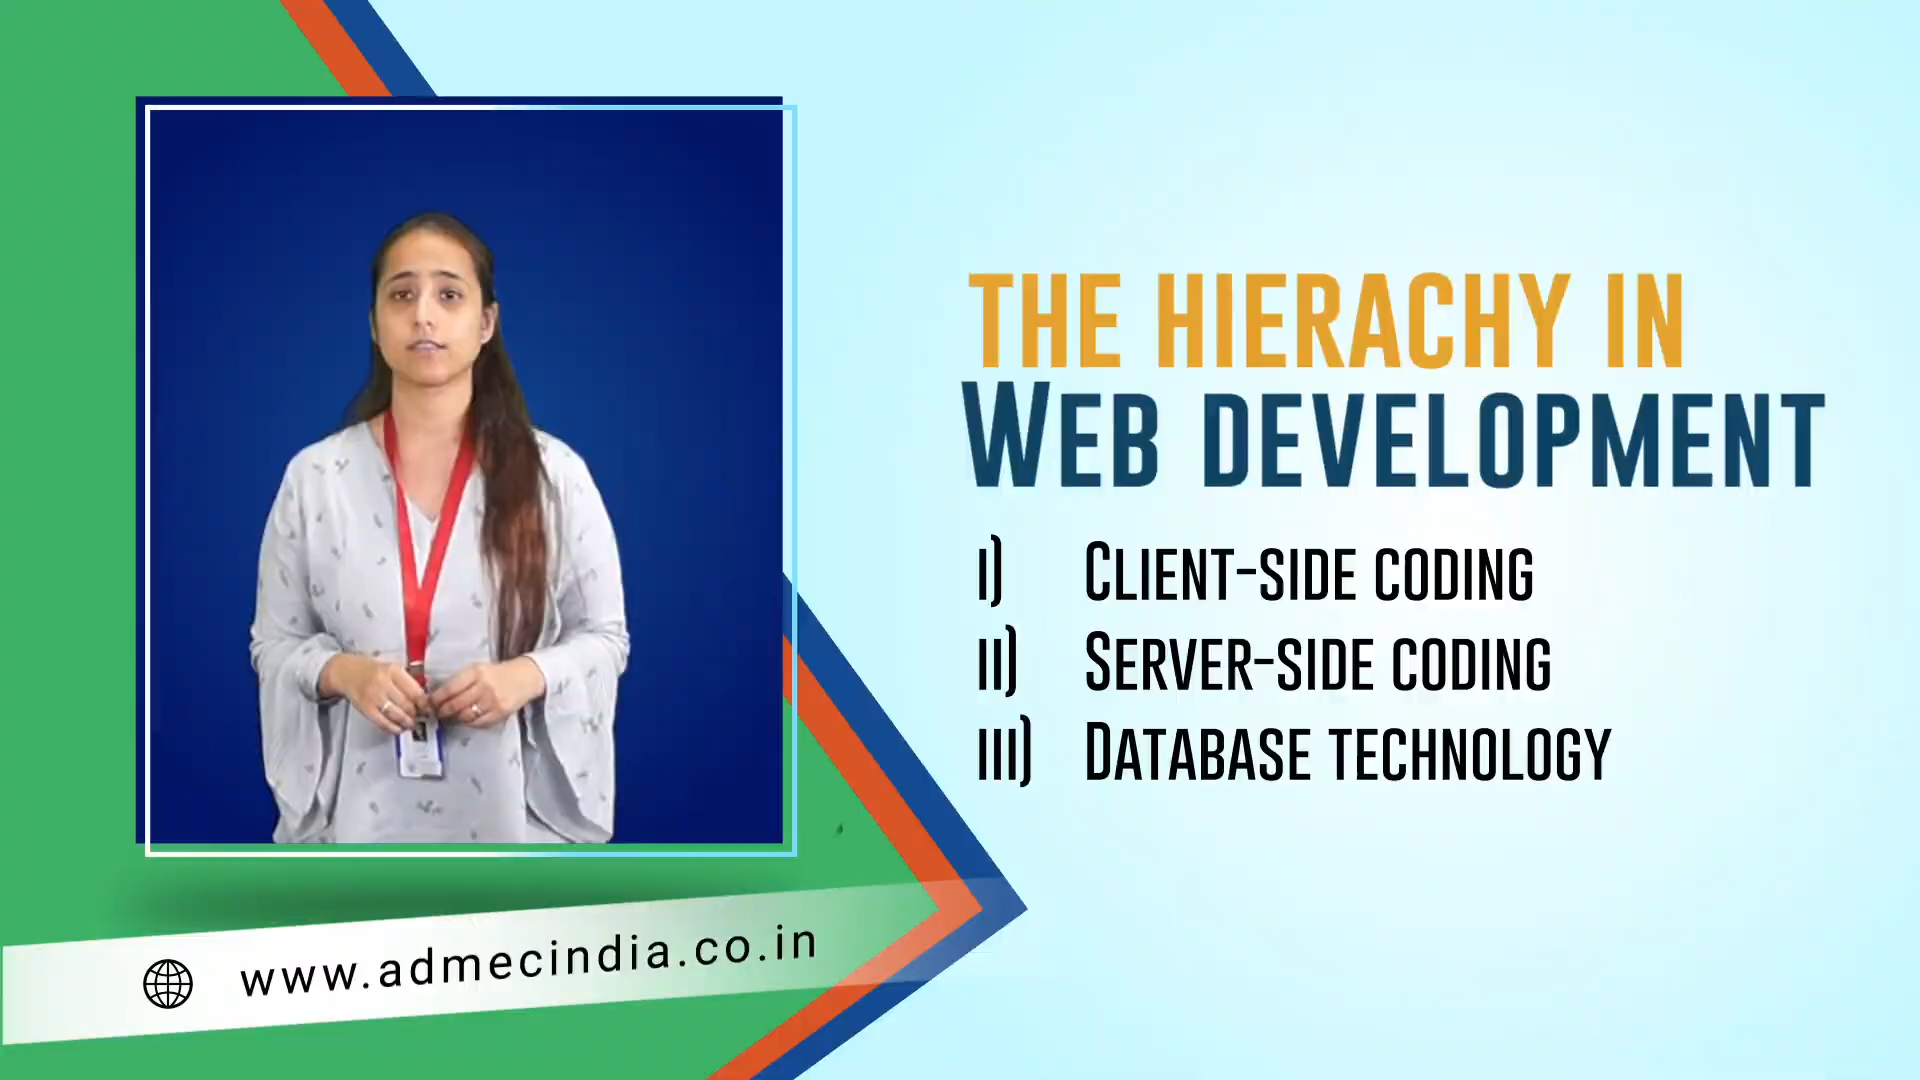 THE HIERACHY IN
WEB DEVELOPMENT
I) CLIENT-SIDE CODING
II) SERVER-SIDE CODING
III) DATABASE TECHNOLOGY
www.admecindia.co.in